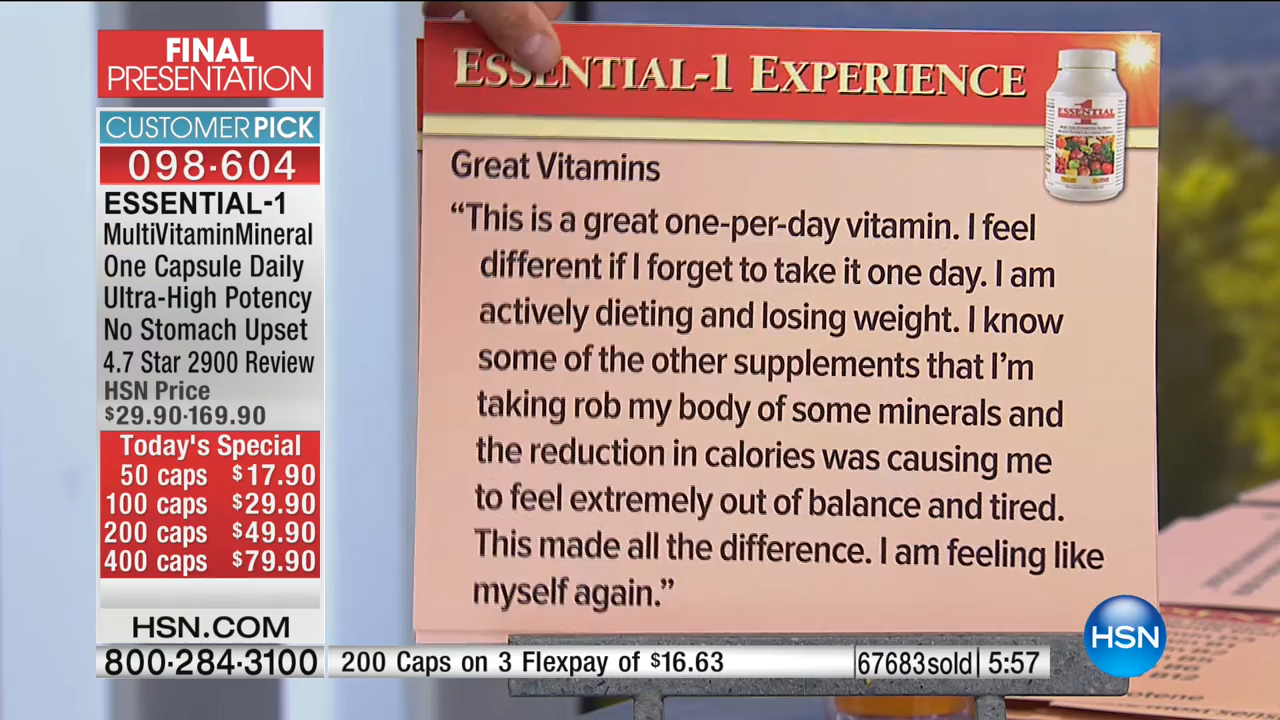 FINAL
PRESENTATION
CUSTOMER PICK
098·604
ESSENTIAL-1
MultiVitaminMineral
One Capsule Daily
Ultra-High Potency
No Stomach Upset
4.7 Star 2900 Review
HSN Price
$29.90-169.90
Today's Special
50 caps $17.90
100 caps $29.90
200 caps $49.90
400 caps $79.90
HSN.COM
800·284·3100
200 Caps on 3 Flexpay of $16.63
67683sold
5:57
HSN
ESSENTIAL-1 EXPERIENCE
ESSENTIAL
1
Great Vitamins
“This is a great one-per-day vitamin. I feel
different if I forget to take it one day. I am
actively dieting and losing weight. I know
some of the other supplements that I’m
taking rob my body of some minerals and
the reduction in calories was causing me
to feel extremely out of balance and tired.
This made all the difference. I am feeling like
myself again.”
B12